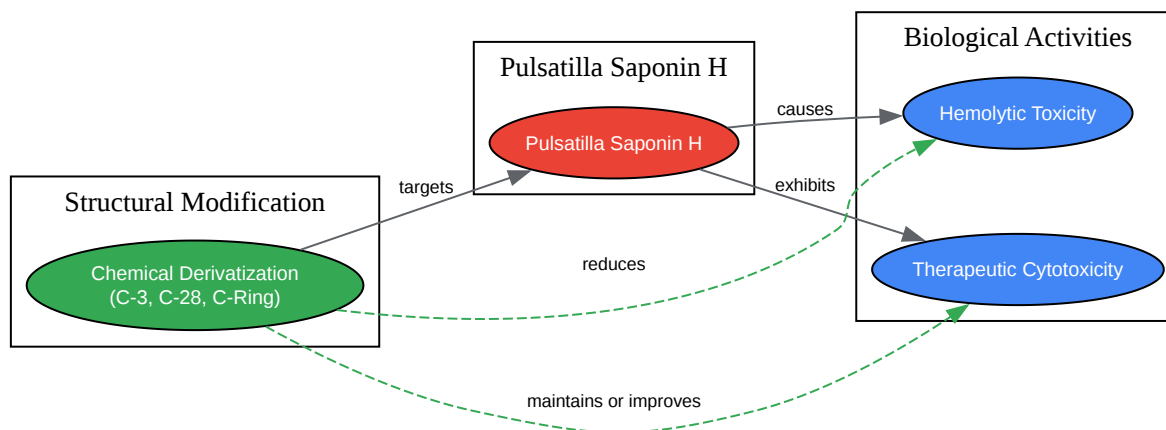 Structural Modification
Chemical Derivatization
(C-3, C-28, C-Ring)
targets
Pulsatilla Saponin H
Pulsatilla Saponin H
causes
exhibits
reduces
maintains or improves
Biological Activities
Hemolytic Toxicity
Therapeutic Cytotoxicity